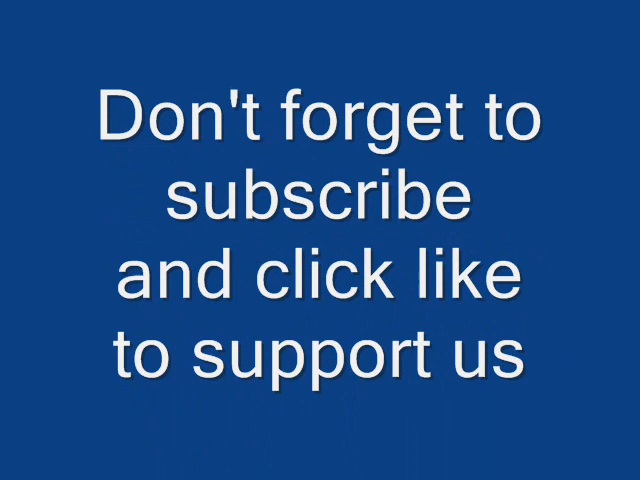 Don't forget to
subscribe
and click like
to support us